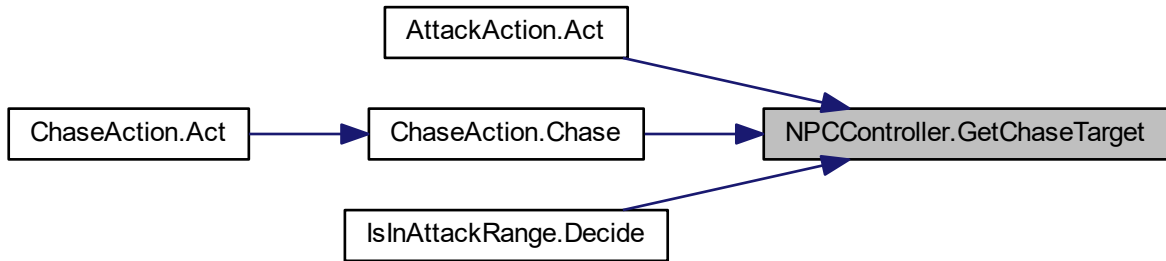 AttackAction.Act
ChaseAction.Act
ChaseAction.Chase
NPCController.GetChaseTarget
IsInAttackRange.Decide